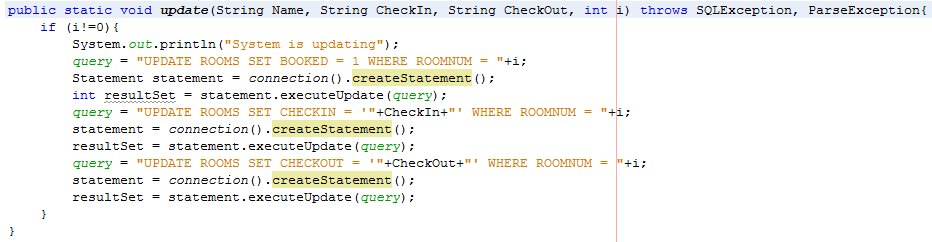 public static void update(String Name, String CheckIn, String CheckOut, int i) throws SQLException, ParseException{
if (i!=0){
System.out.println("System is updating");
query = "UPDATE ROOMS SET BOOKED = 1 WHERE ROOMNUM = "+i;
Statement statement = connection().createStatement();
int resultSet = statement.executeUpdate(query);
query = "UPDATE ROOMS SET CHECKIN = '"+CheckIn+"' WHERE ROOMNUM = "+i;
statement = connection().createStatement();
resultSet = statement.executeUpdate(query);
query = "UPDATE ROOMS SET CHECKOUT = '"+CheckOut+"' WHERE ROOMNUM = "+i;
statement = connection().createStatement();
resultSet = statement.executeUpdate(query);
}
}